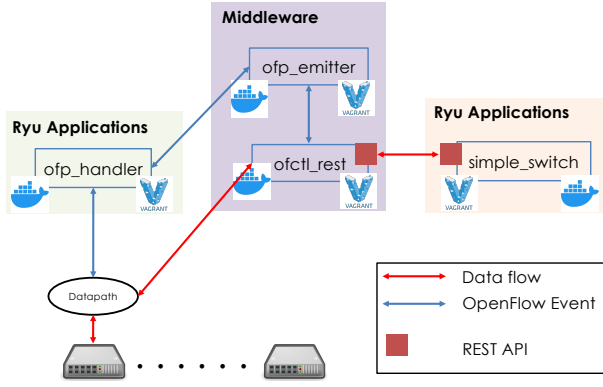 Middleware
ofp_emitter
VAGRANT
Ryu Applications
ofp_handler
VAGRANT
ofctl_rest
VAGRANT
Ryu Applications
simple_switch
VAGRANT
Datapath
Data flow
OpenFlow Event
REST API